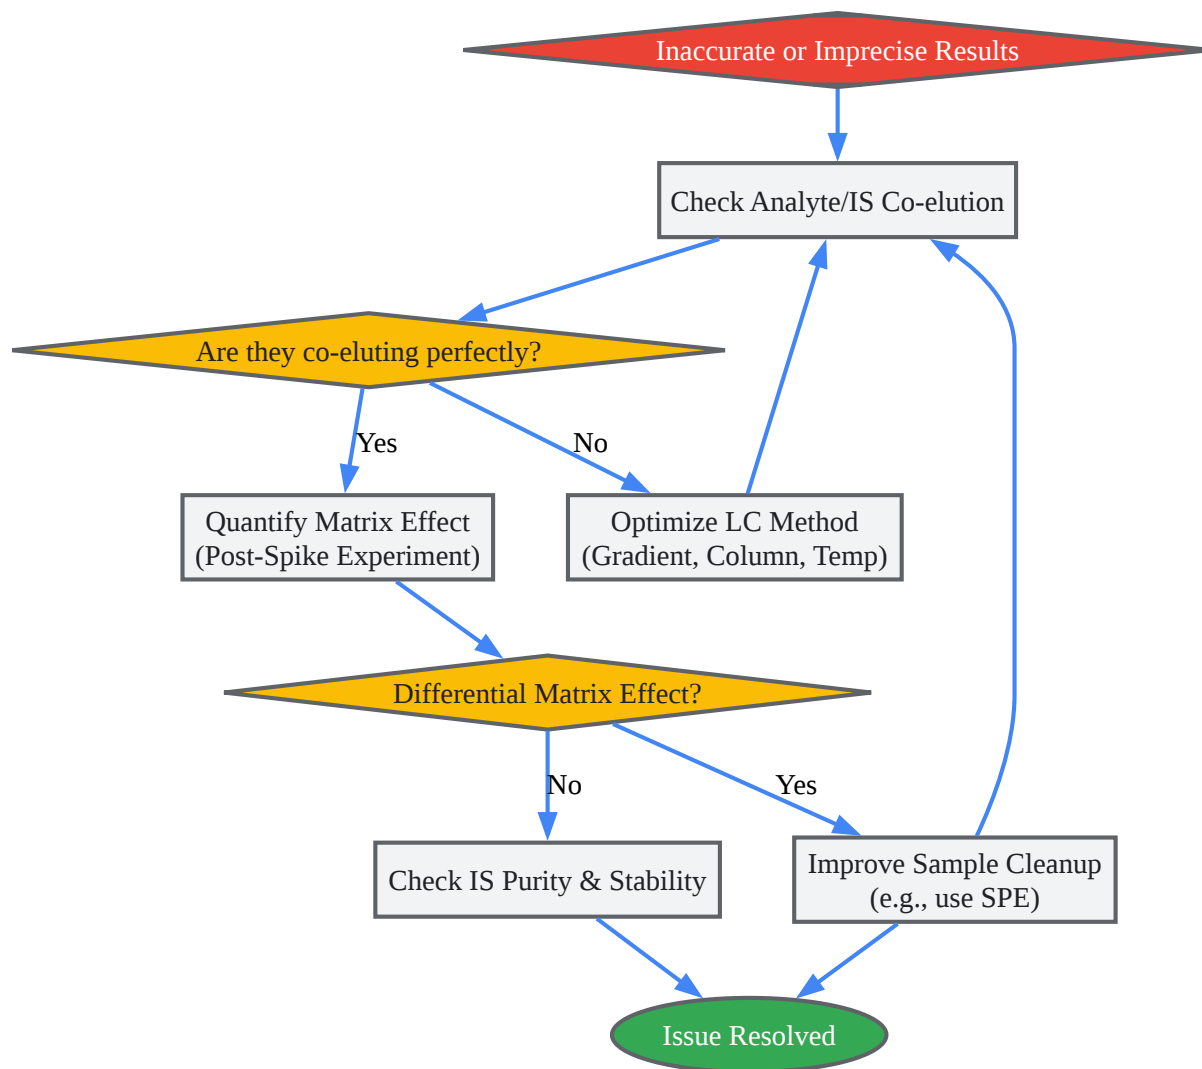 Inaccurate or Imprecise Results
Check Analyte/IS Co-elution
Are they co-eluting perfectly?
Yes
No
Quantify Matrix Effect
(Post-Spike Experiment)
Optimize LC Method
(Gradient, Column, Temp)
Differential Matrix Effect?
No
Yes
Check IS Purity & Stability
Improve Sample Cleanup
(e.g., use SPE)
Issue Resolved